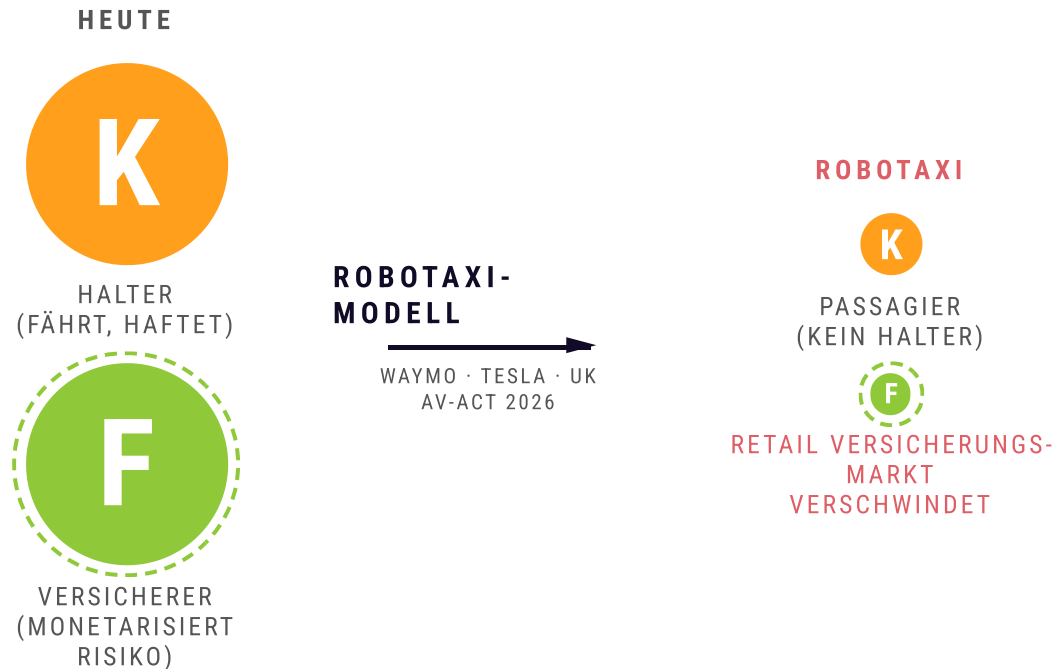 HEUTE
K
HALTER
(FÄHRT, HAFTET)
F
VERSICHERER
(MONETARISIERT
RISIKO)
ROBOTAXI-
MODELL
WAYMO · TESLA · UK
AV-ACT 2026
ROBOTAXI
K
PASSAGIER
(KEIN HALTER)
F
RETAIL VERSICHERUNGS-
MARKT
VERSCHWINDET